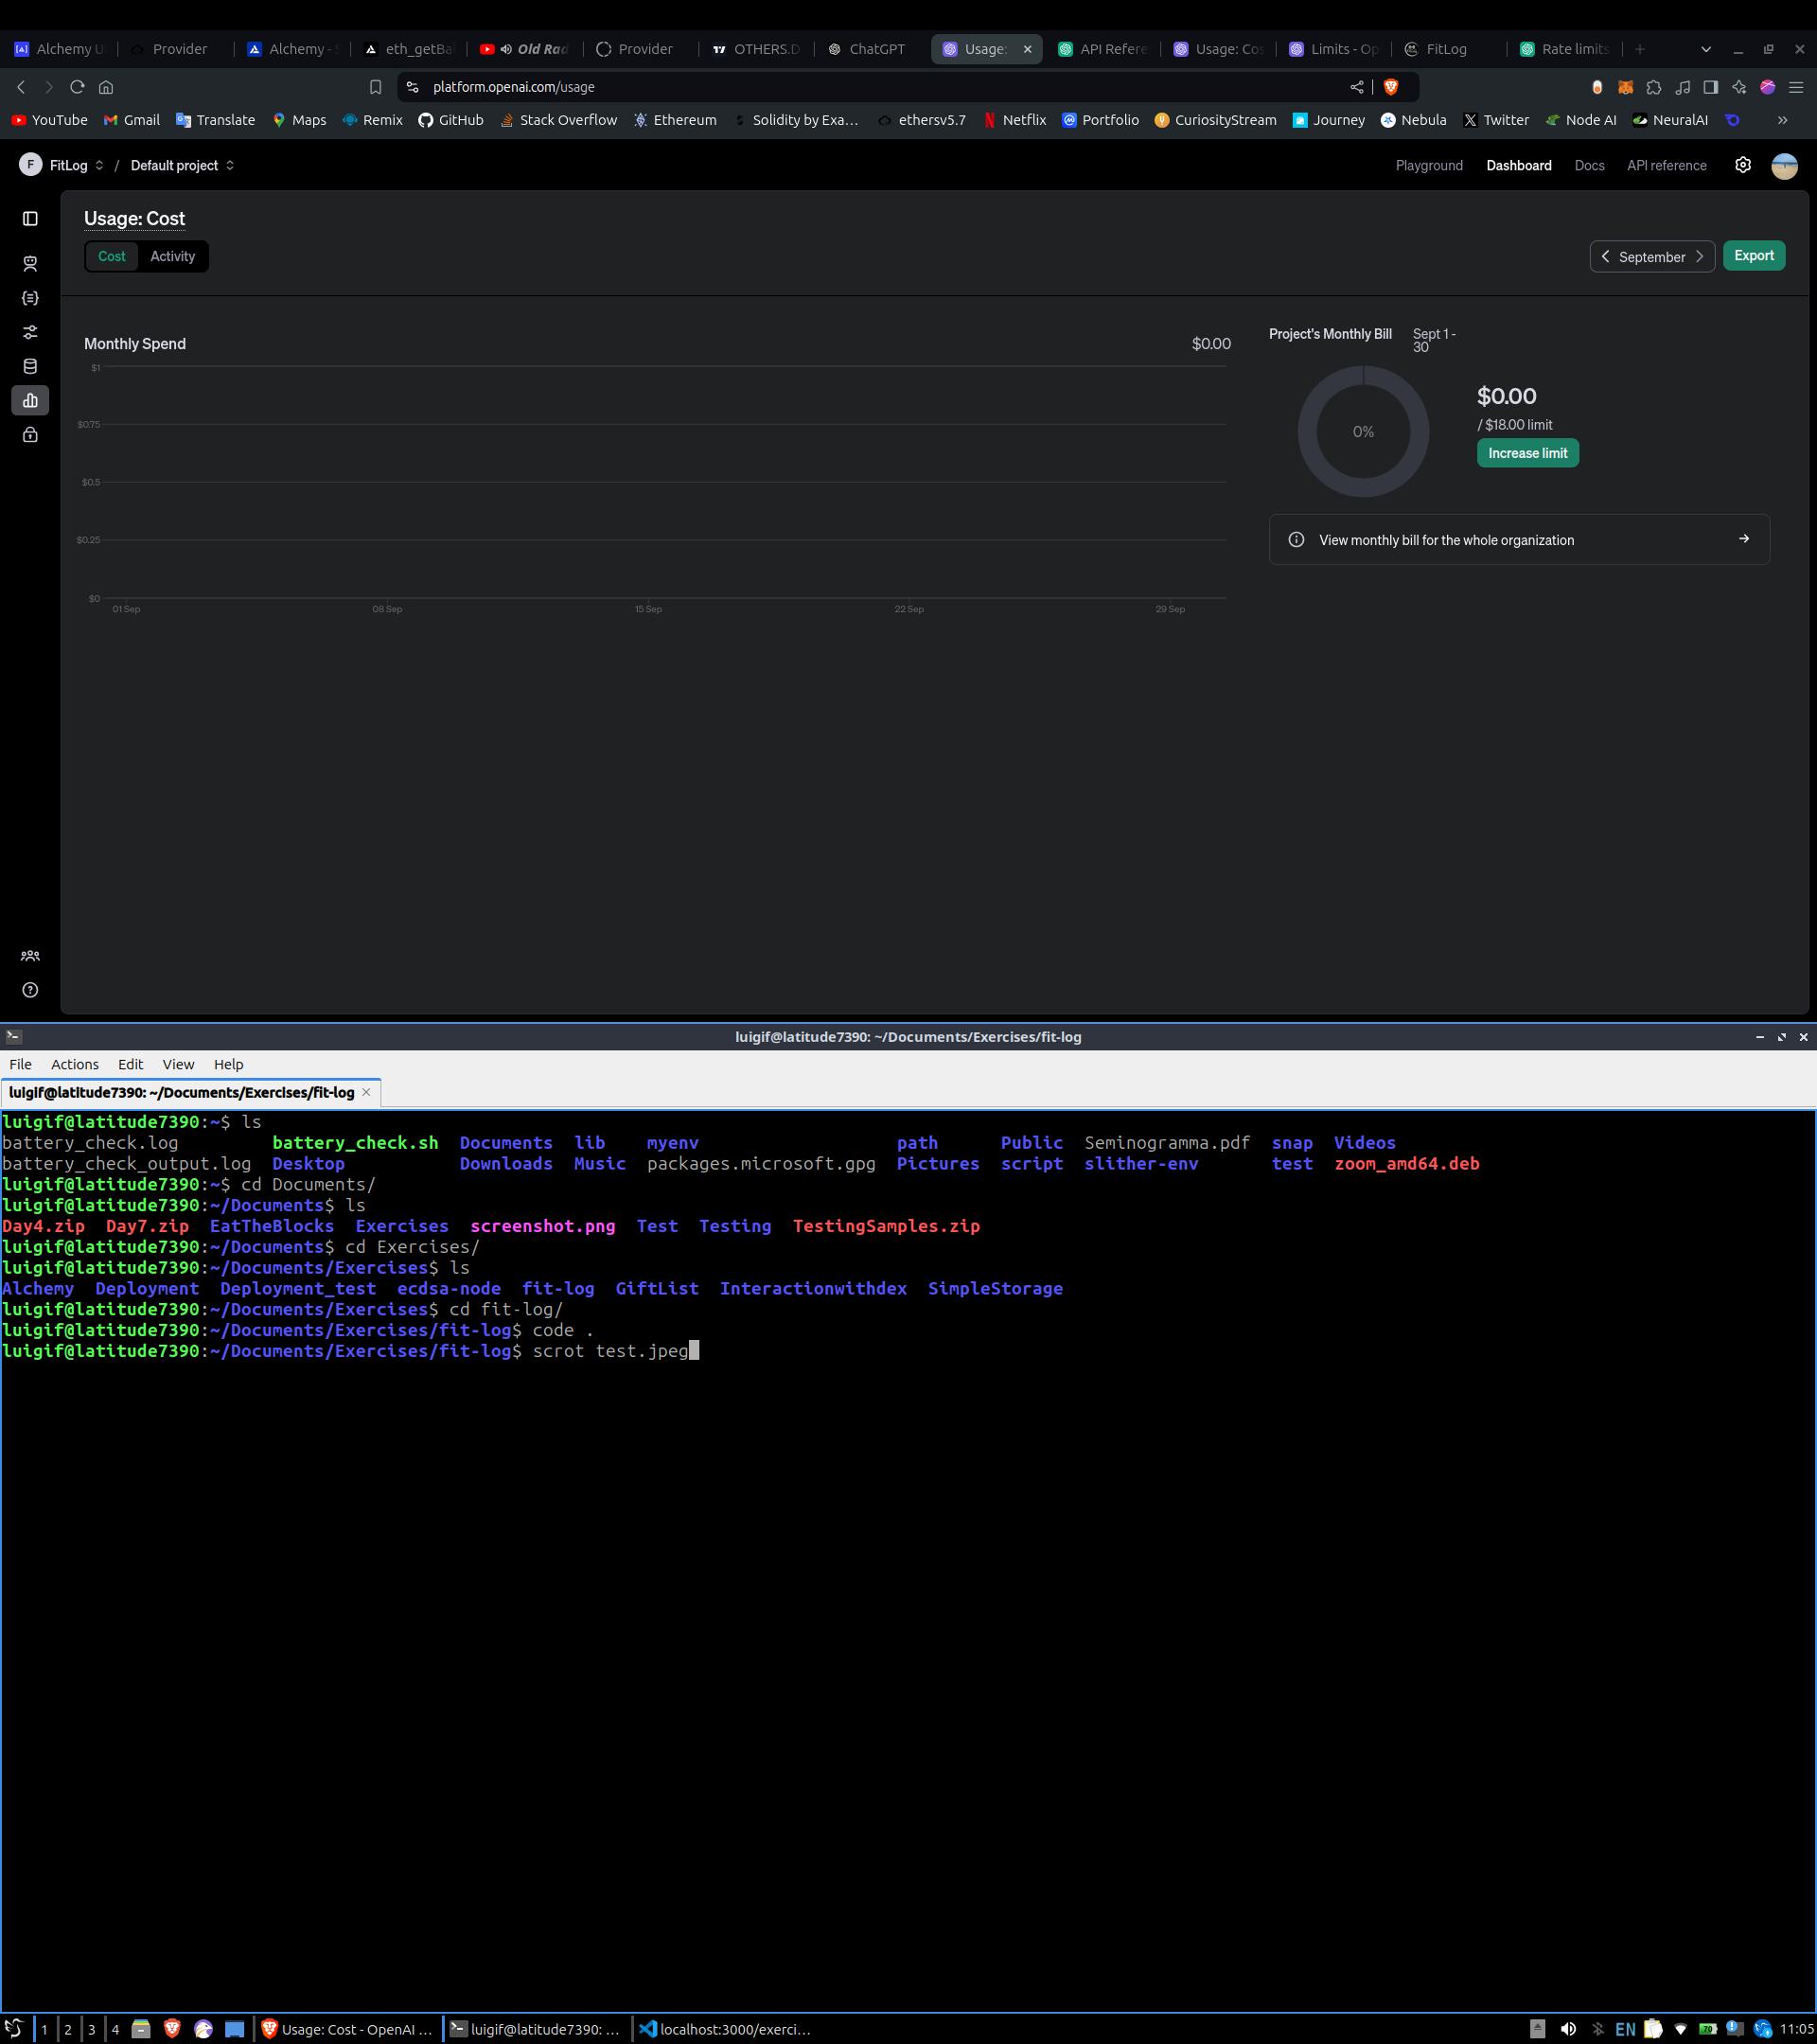 Alchemy U
Provider
Alchemy - S
eth_getBal
Old Rad
Provider
OTHERS.D
ChatGPT
Usage:
API Refere
Usage: Cos
Limits - Op
FitLog
Rate limits
platform.openai.com/usage
YouTube
Gmail
Translate
Maps
Remix
GitHub
Stack Overflow
Ethereum
Solidity by Exa…
ethersv5.7
Netflix
Portfolio
CuriosityStream
Journey
Nebula
Twitter
Node AI
NeuralAI
»
F FitLog / Default project
Playground Dashboard Docs API reference
Usage: Cost
Cost Activity
September
Export
Monthly Spend
$0.00
$1
$0.75
$0.5
$0.25
$0
01 Sep 08 Sep 15 Sep 22 Sep 29 Sep
Project's Monthly Bill
Sept 1 -
30
0%
$0.00
/ $18.00 limit
Increase limit
View monthly bill for the whole organization
luigif@latitude7390: ~/Documents/Exercises/fit-log
File Actions Edit View Help
luigif@latitude7390: ~/Documents/Exercises/fit-log
luigif@latitude7390:~$ ls
battery_check.log battery_check.sh Documents lib myenv path Public Seminogramma.pdf snap Videos
battery_check_output.log Desktop Downloads Music packages.microsoft.gpg Pictures script slither-env test zoom_amd64.deb
luigif@latitude7390:~$ cd Documents/
luigif@latitude7390:~/Documents$ ls
Day4.zip Day7.zip EatTheBlocks Exercises screenshot.png Test Testing TestingSamples.zip
luigif@latitude7390:~/Documents$ cd Exercises/
luigif@latitude7390:~/Documents/Exercises$ ls
Alchemy Deployment Deployment_test ecdsa-node fit-log GiftList Interactionwithdex SimpleStorage
luigif@latitude7390:~/Documents/Exercises$ cd fit-log/
luigif@latitude7390:~/Documents/Exercises/fit-log$ code .
luigif@latitude7390:~/Documents/Exercises/fit-log$ scrot test.jpeg
1 2 3 4
Usage: Cost - OpenAI …
luigif@latitude7390: …
localhost:3000/exerci…
EN
70
11:05